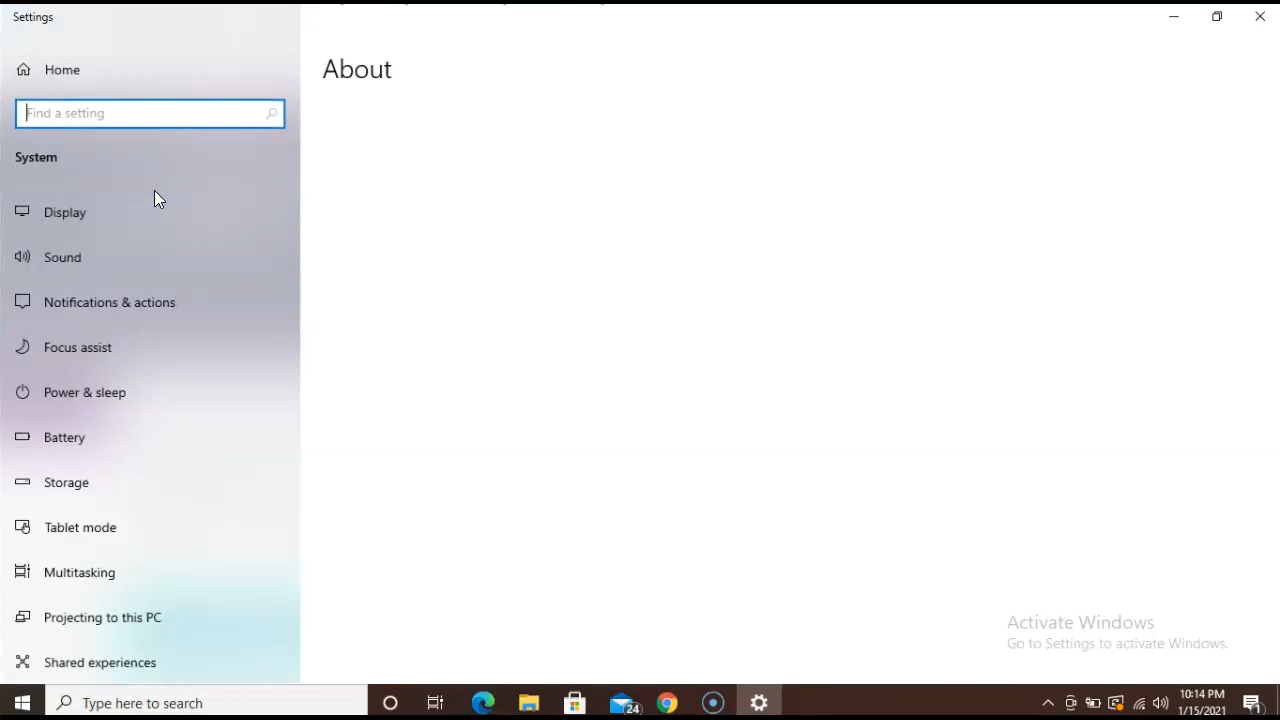 Settings
Home
Find a setting
System
Display
Sound
Notifications & actions
Focus assist
Power & sleep
Battery
Storage
Tablet mode
Multitasking
Projecting to this PC
Shared experiences
About
Activate Windows
Go to Settings to activate Windows.
Type here to search
24
10:14 PM
1/15/2021
1